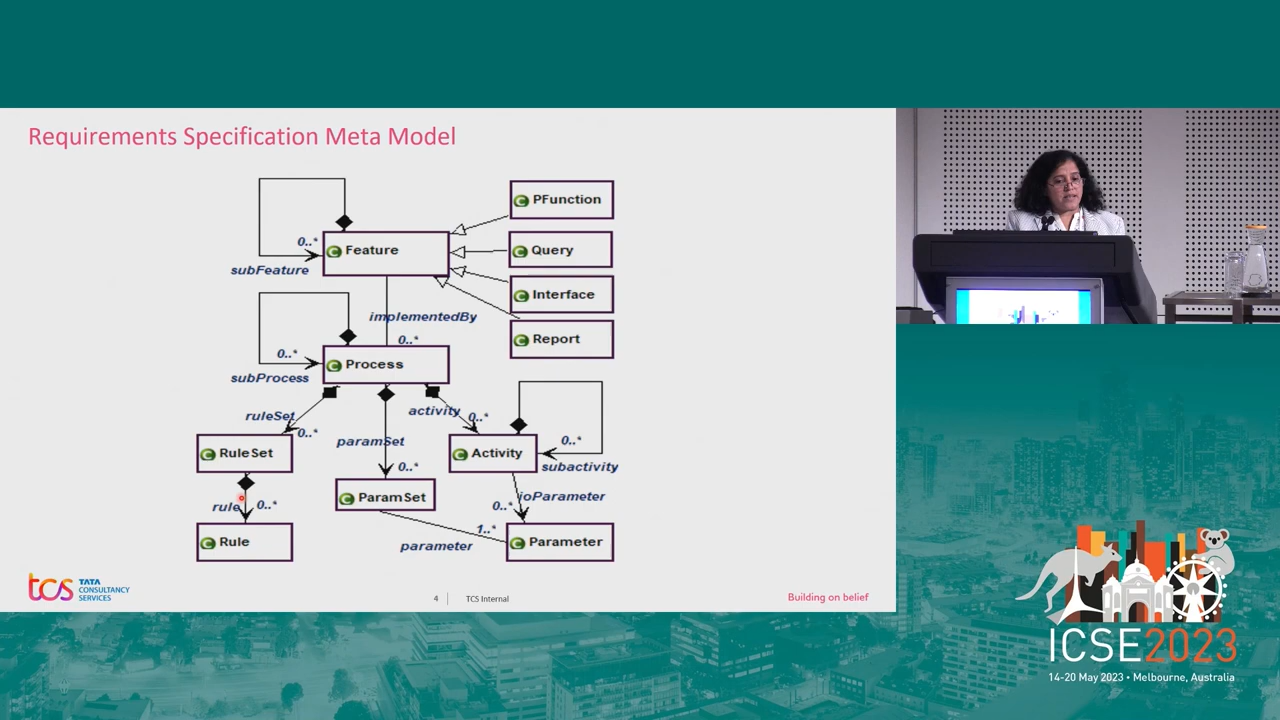 Requirements Specification Meta Model
PFunction
0..*
Feature
Query
subFeature
Interface
implementedBy
0..*
Report
0..*
Process
subProcess
ruleSet
activity
0..*
0..*
paramSet
0..*
RuleSet
0..*
Activity
subactivity
rule
0..*
ParamSet
0..*
ioParameter
1..*
Rule
parameter
Parameter
tcs TATA
CONSULTANCY
SERVICES
4
TCS Internal
Building on belief
ICSE2023
14-20 May 2023 • Melbourne, Australia